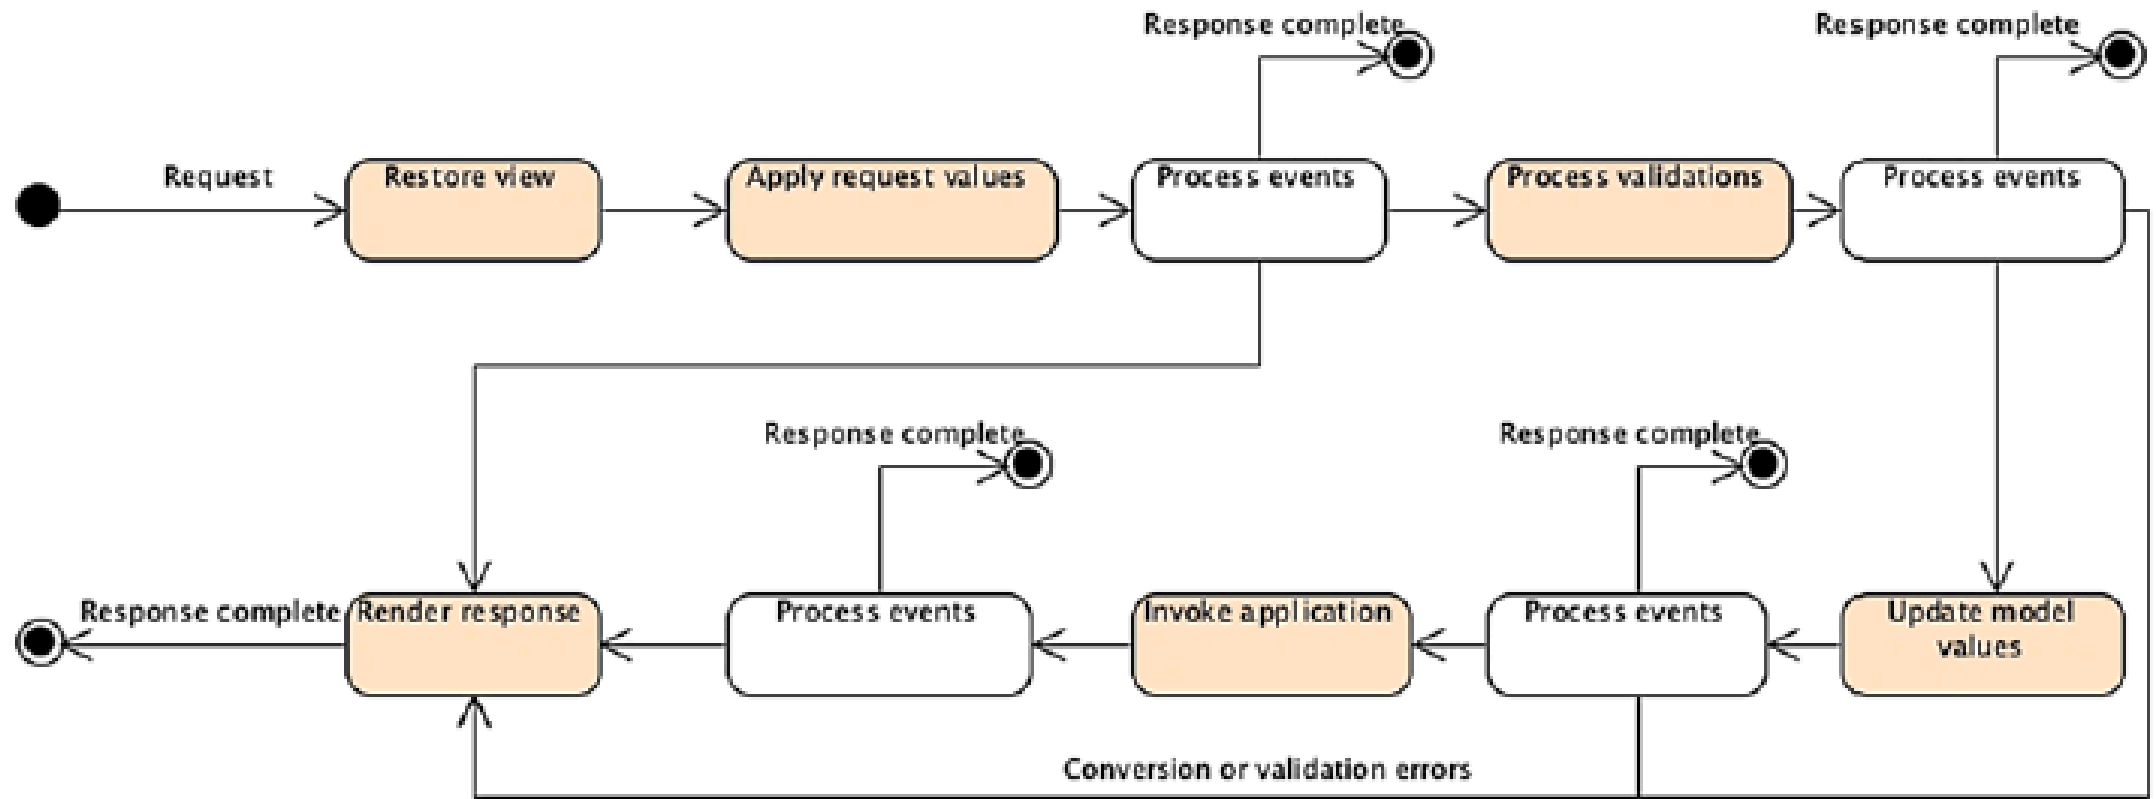 Response complete
Response complete
Request
Restore view
Apply request values
Process events
Process validations
Process events
Response complete
Response complete
Response complete
Render response
Process events
Invoke application
Process events
Update model
values
Conversion or validation errors